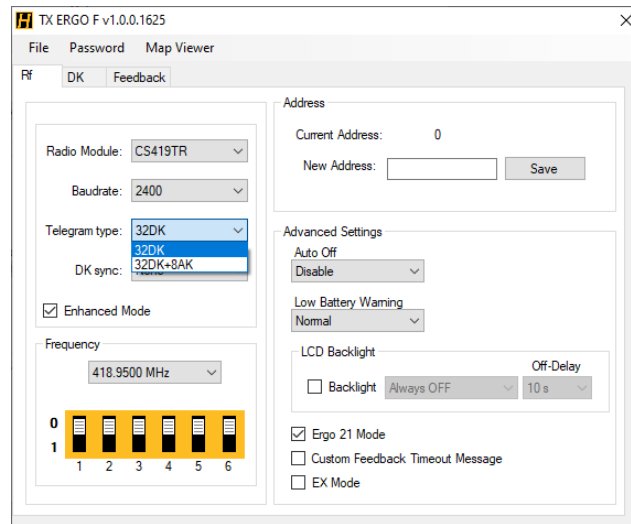 TX ERGO F v1.0.0.1625
File Password Map Viewer
Rf DK Feedback
Radio Module: CS419TR
Baudrate: 2400
Telegram type: 32DK
32DK
32DK+8AK
DK sync:
Enhanced Mode
Frequency
418.9500 MHz
0
1
1 2 3 4 5 6
Address
Current Address: 0
New Address: Save
Advanced Settings
Auto Off
Disable
Low Battery Warning
Normal
LCD Backlight
Off-Delay
Backlight Always OFF 10 s
Ergo 21 Mode
Custom Feedback Timeout Message
EX Mode